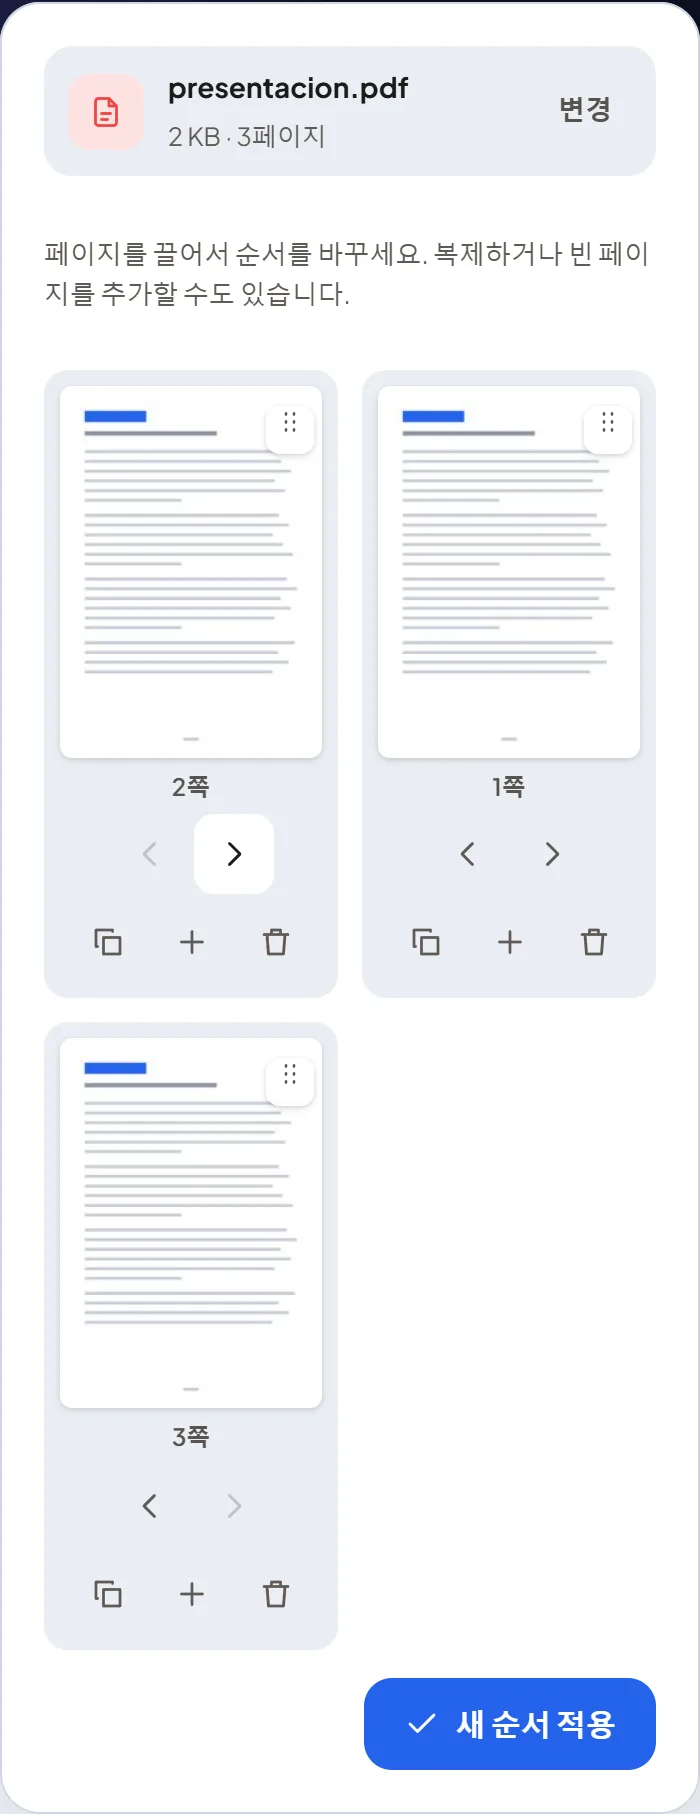 presentacion.pdf
2 KB · 3페이지
변경
페이지를 끌어서 순서를 바꾸세요. 복제하거나 빈 페이
지를 추가할 수도 있습니다.
2쪽
1쪽
3쪽
새 순서 적용